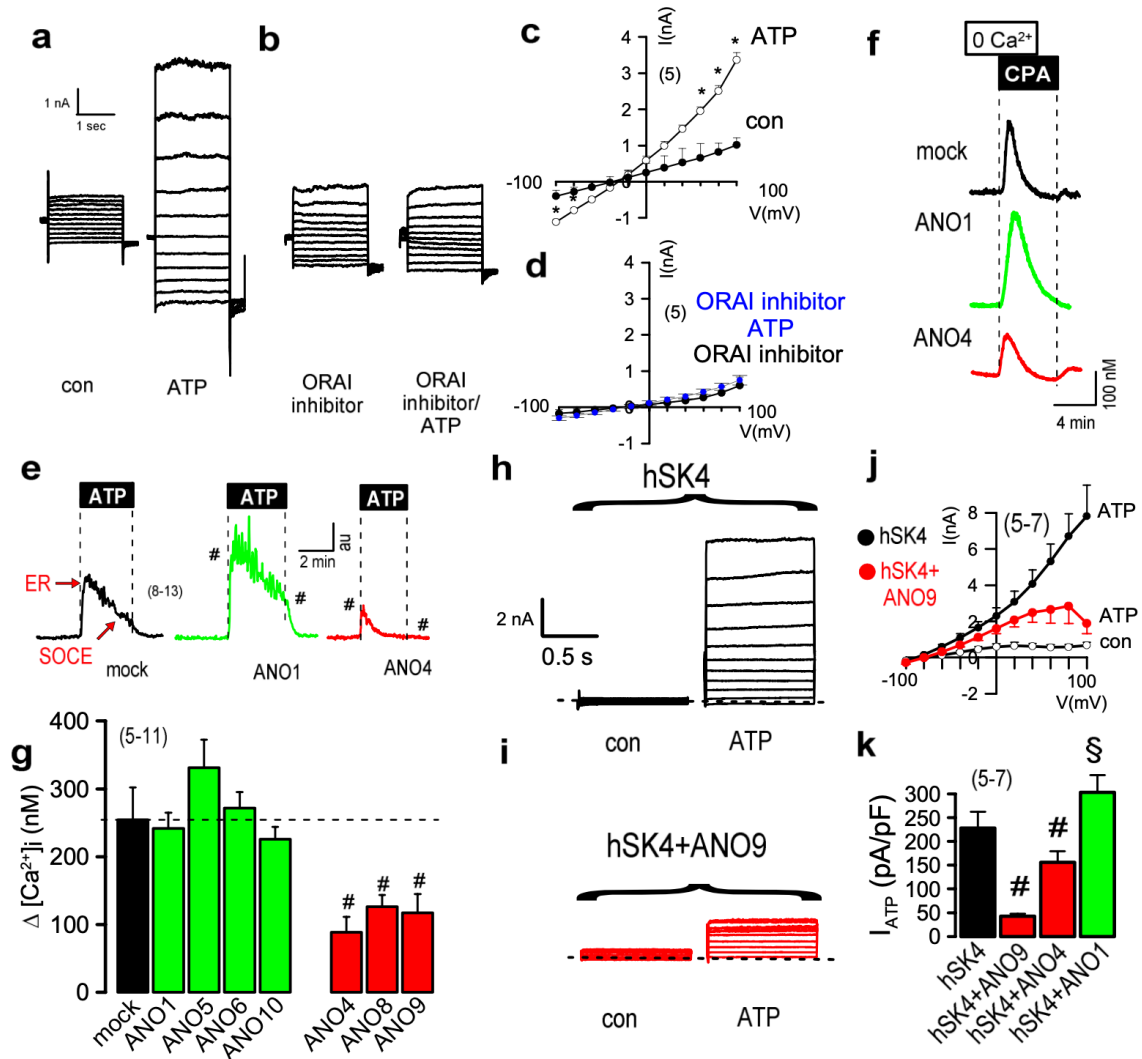 a
1 nA
1 sec
con
ATP
b
ORAI
inhibitor
ORAI
inhibitor/
ATP
c
I(nA)
4
3
2
1
-1
(5)
ATP
con
*
*
*
*
*
-100
100
V(mV)
d
I(nA)
4
3
2
1
0
-1
(5)
ORAI inhibitor
ATP
ORAI inhibitor
-100
100
V(mV)
e
ATP
ATP
ATP
ER
SOCE
(8-13)
#
#
#
#
2 min
au
mock
ANO1
ANO4
f
0 Ca²⁺
CPA
mock
ANO1
ANO4
100 nM
4 min
g
(5-11)
Δ [Ca²⁺]i (nM)
400
300
200
100
0
#
#
#
mock
ANO1
ANO5
ANO6
ANO10
ANO4
ANO8
ANO9
h
hSK4
2 nA
0.5 s
con
ATP
i
hSK4+ANO9
con
ATP
j
I(nA)
8
6
4
2
0
-2
(5-7)
hSK4
hSK4+
ANO9
ATP
ATP
con
-100
100
V(mV)
k
(5-7)
I ATP (pA/pF)
300
250
200
150
100
50
0
#
#
§
hSK4
hSK4+ANO9
hSK4+ANO4
hSK4+ANO1